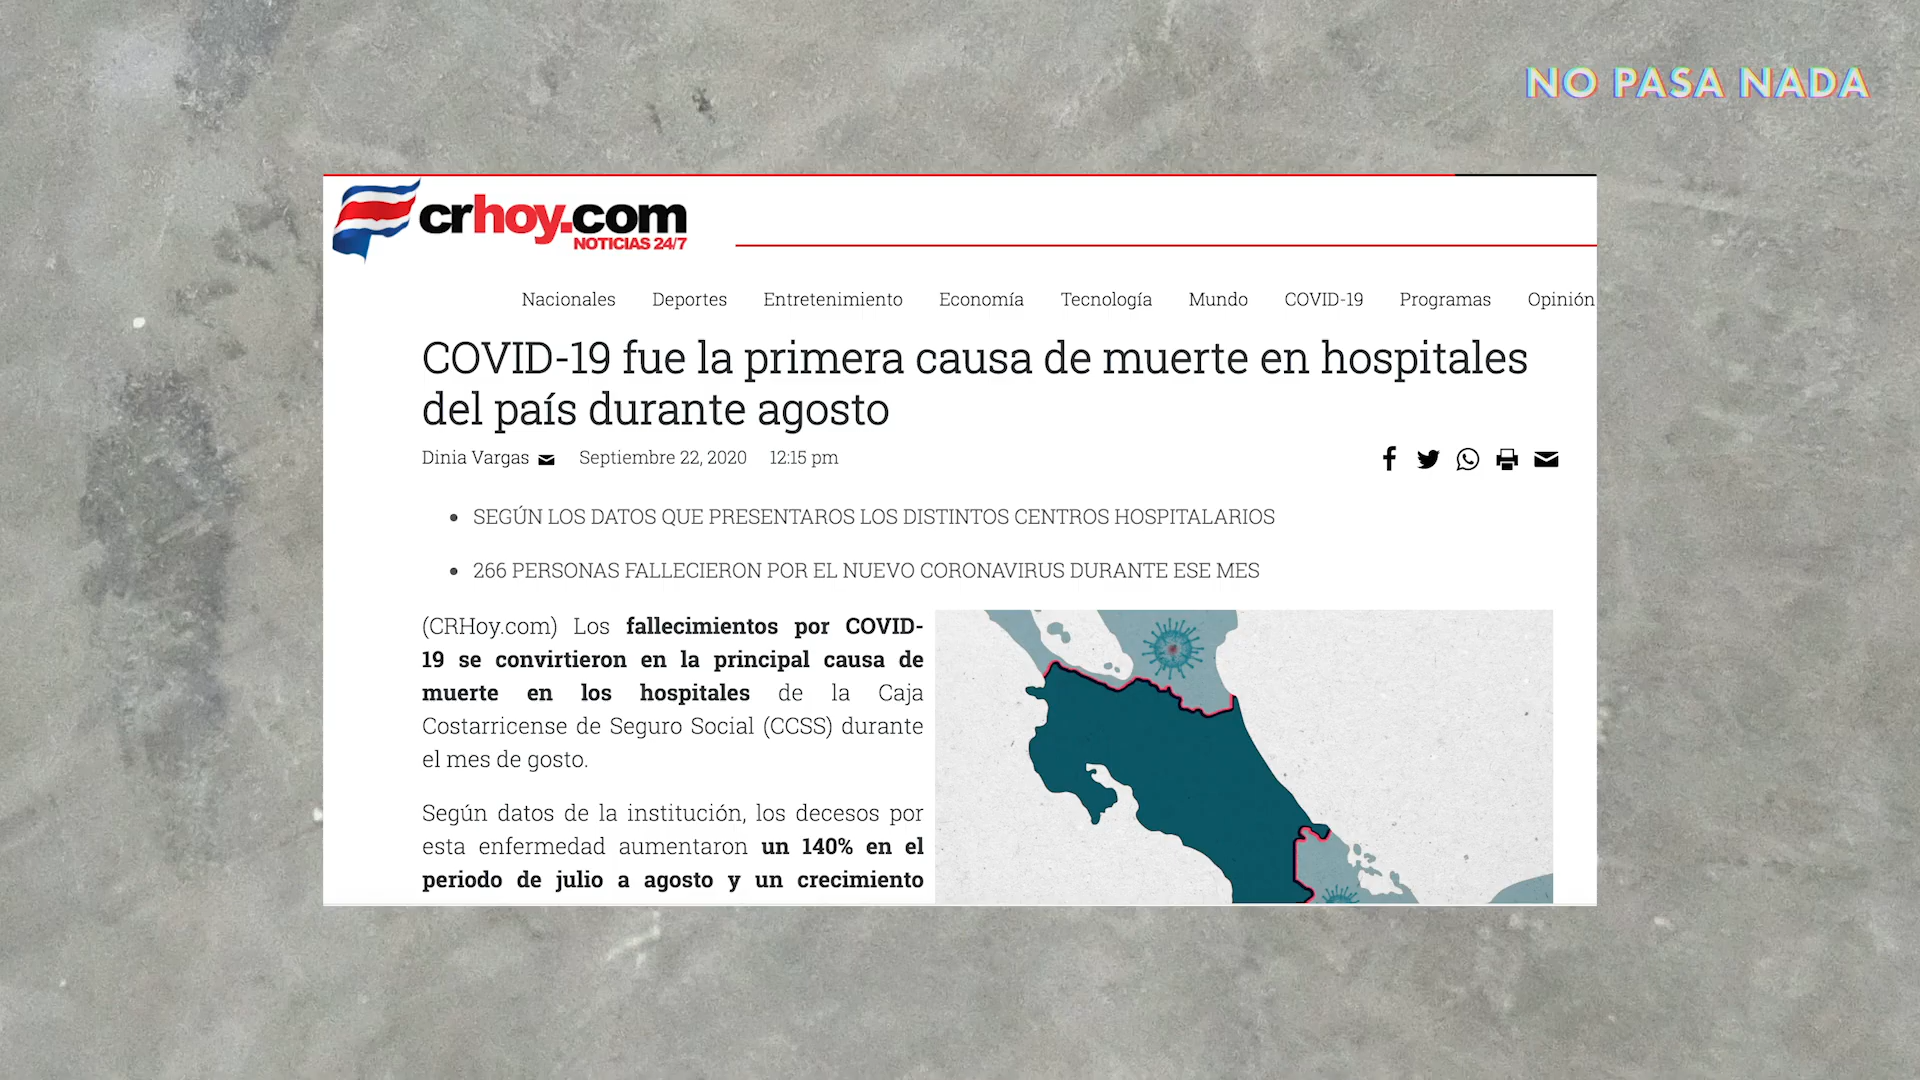 NO PASA NADA
crhoy.com
NOTICIAS 24/7
Nacionales Deportes Entretenimiento Economía Tecnología Mundo COVID-19 Programas Opinión
COVID-19 fue la primera causa de muerte en hospitales
del país durante agosto
Dinia Vargas Septiembre 22, 2020 12:15 pm
• SEGÚN LOS DATOS QUE PRESENTAROS LOS DISTINTOS CENTROS HOSPITALARIOS
• 266 PERSONAS FALLECIERON POR EL NUEVO CORONAVIRUS DURANTE ESE MES
(CRHoy.com) Los fallecimientos por COVID-
19 se convirtieron en la principal causa de
muerte en los hospitales de la Caja
Costarricense de Seguro Social (CCSS) durante
el mes de gosto.
Según datos de la institución, los decesos por
esta enfermedad aumentaron un 140% en el
periodo de julio a agosto y un crecimiento